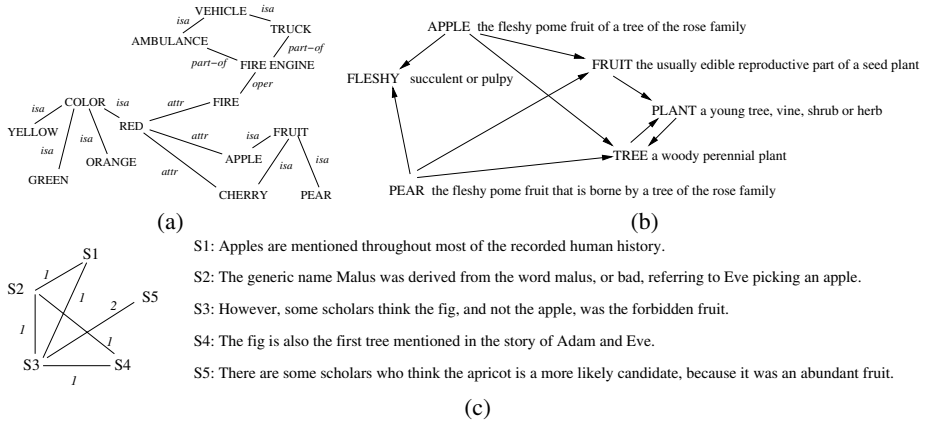 VEHICLE
isa
isa
AMBULANCE
TRUCK
part−of
part−of
FIRE ENGINE
oper
COLOR
isa
attr
FIRE
isa
YELLOW
RED
attr
isa
FRUIT
isa
isa
ORANGE
APPLE
isa
isa
GREEN
attr
CHERRY
PEAR
(a)
APPLE the fleshy pome fruit of a tree of the rose family
FRUIT the usually edible reproductive part of a seed plant
FLESHY succulent or pulpy
PLANT a young tree, vine, shrub or herb
TREE a woody perennial plant
PEAR the fleshy pome fruit that is borne by a tree of the rose family
(b)
S1
1
S2
1
2
S5
1
1
S3
S4
1
S1: Apples are mentioned throughout most of the recorded human history.
S2: The generic name Malus was derived from the word malus, or bad, referring to Eve picking an apple.
S3: However, some scholars think the fig, and not the apple, was the forbidden fruit.
S4: The fig is also the first tree mentioned in the story of Adam and Eve.
S5: There are some scholars who think the apricot is a more likely candidate, because it was an abundant fruit.
(c)